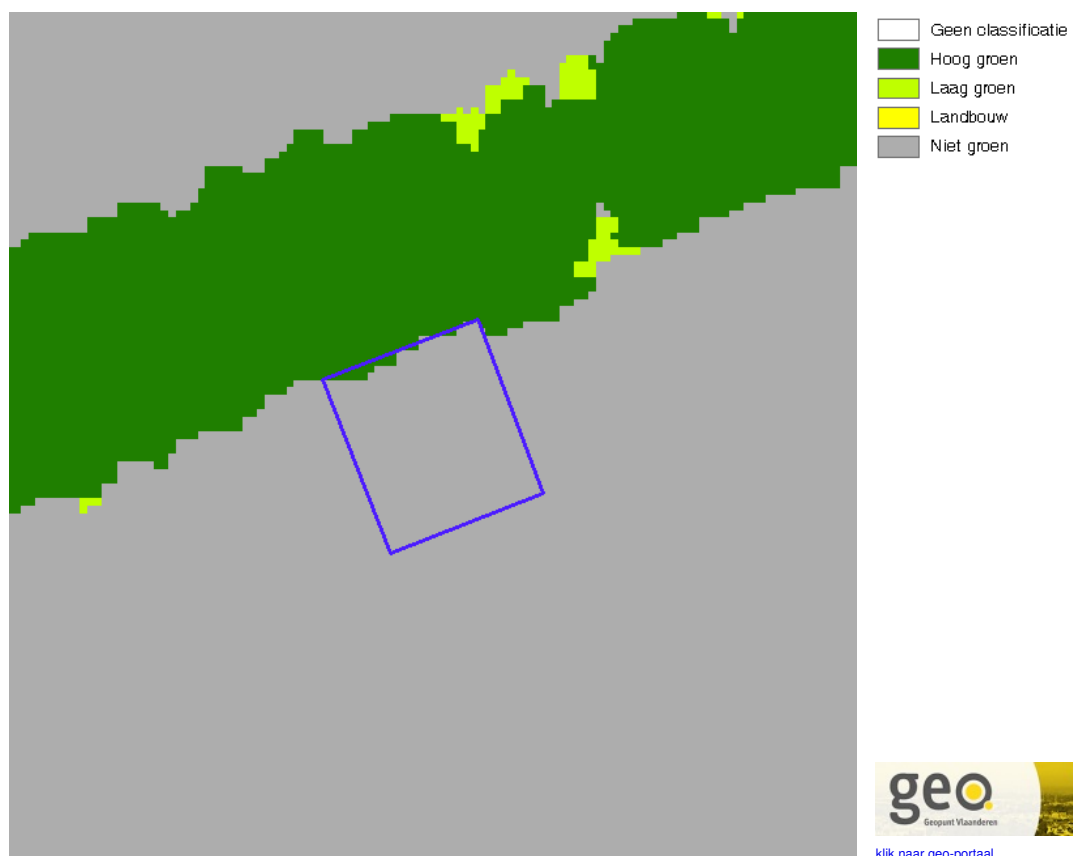 Geen classificatie
Hoog groen
Laag groen
Landbouw
Niet groen
geo.
Geopunt Vlaanderen
klik naar geo-portaal